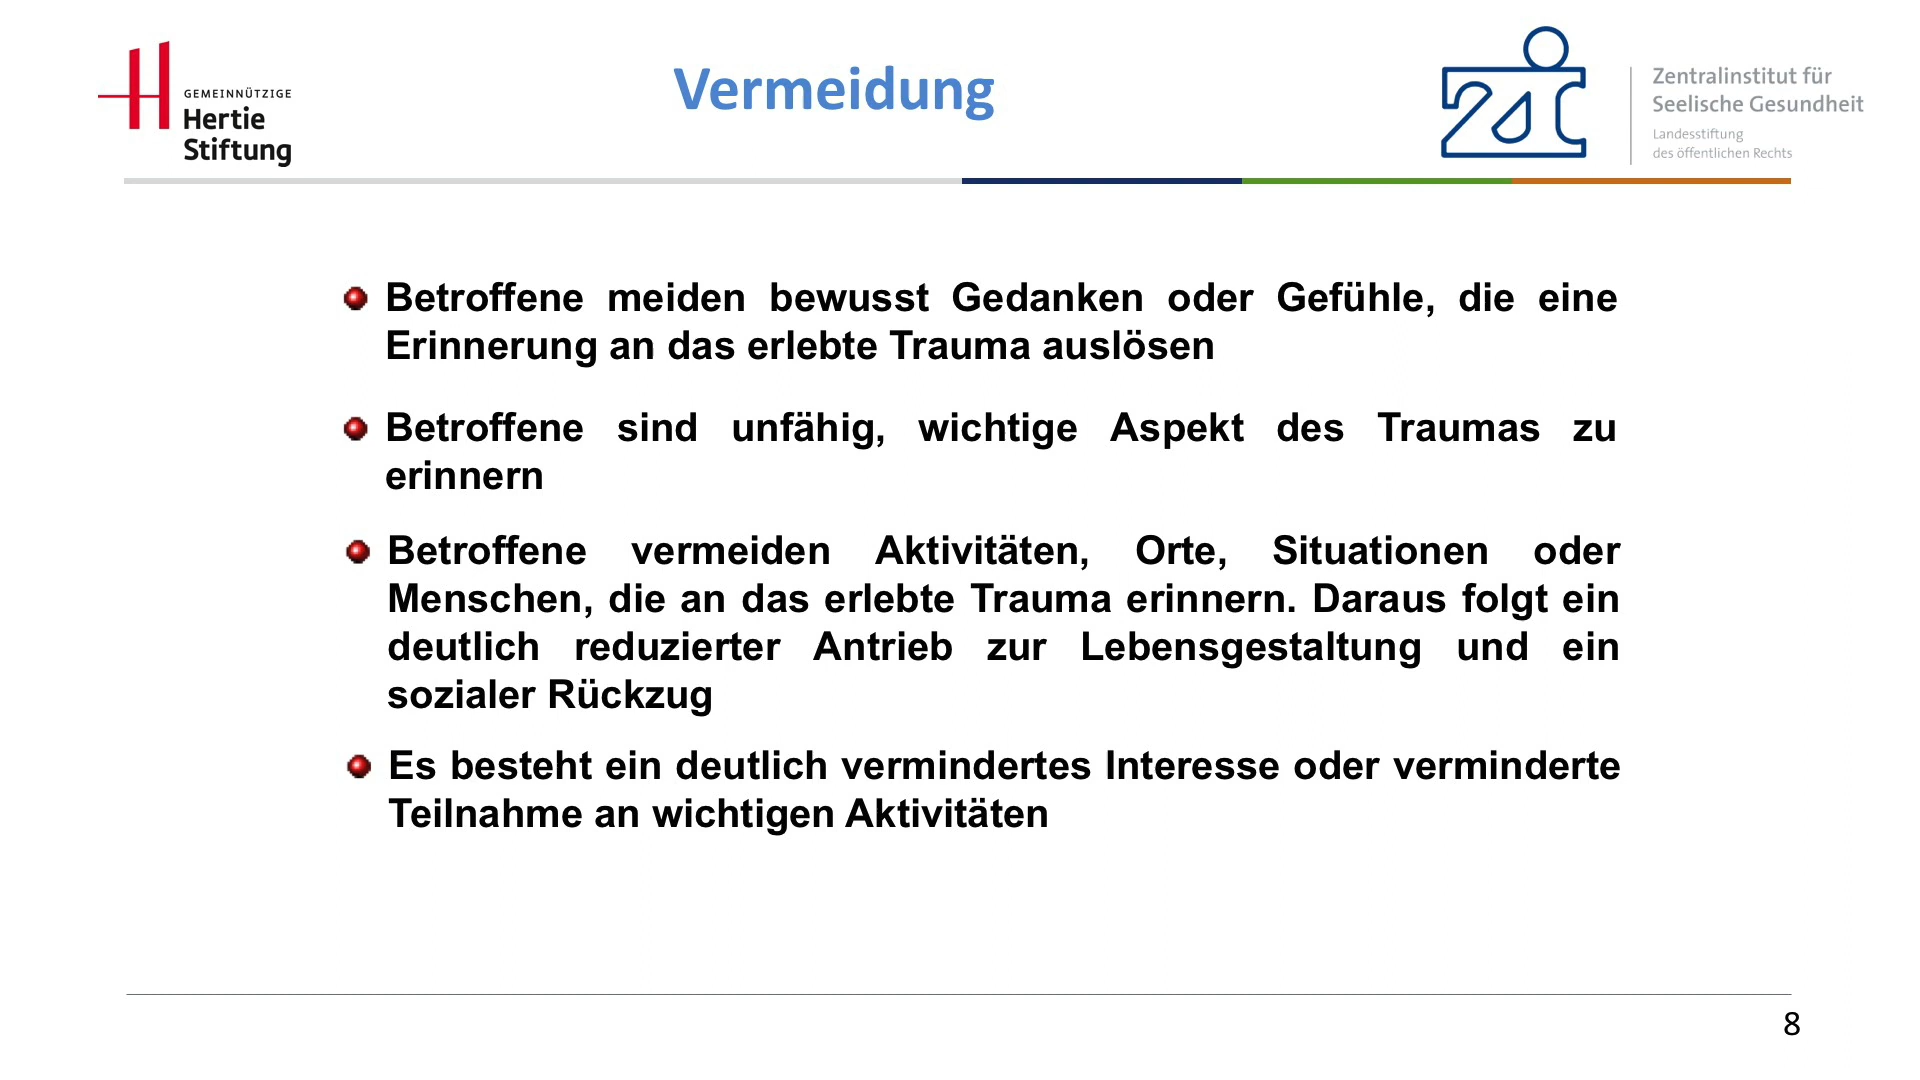 GEMEINNÜTZIGE
Hertie
Stiftung
Vermeidung
Zentralinstitut für
Seelische Gesundheit
Landesstiftung
des öffentlichen Rechts
Betroffene meiden bewusst Gedanken oder Gefühle, die eine
Erinnerung an das erlebte Trauma auslösen
Betroffene sind unfähig, wichtige Aspekt des Traumas zu
erinnern
Betroffene vermeiden Aktivitäten, Orte, Situationen oder
Menschen, die an das erlebte Trauma erinnern. Daraus folgt ein
deutlich reduzierter Antrieb zur Lebensgestaltung und ein
sozialer Rückzug
Es besteht ein deutlich vermindertes Interesse oder verminderte
Teilnahme an wichtigen Aktivitäten
8